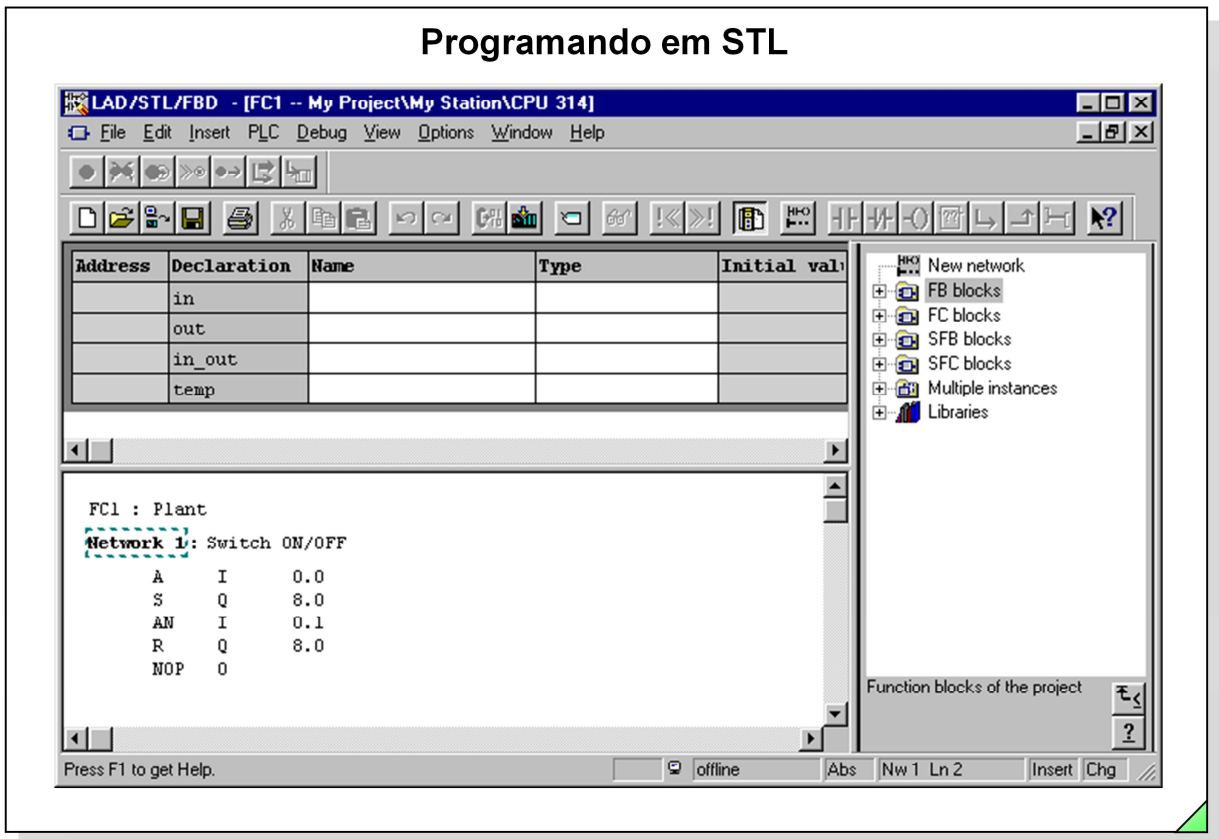 Programando em STL
LAD/STL/FBD - [FC1 -- My Project\My Station\CPU 314]
File Edit Insert PLC Debug View Options Window Help
Address Declaration Name Type Initial val
in
out
in_out
temp
New network
FB blocks
FC blocks
SFB blocks
SFC blocks
Multiple instances
Libraries
FC1 : Plant
Network 1: Switch ON/OFF
A I 0.0
S Q 8.0
AN I 0.1
R Q 8.0
NOP 0
Function blocks of the project
Press F1 to get Help.
offline
Abs
Nw 1 Ln 2
Insert
Chg